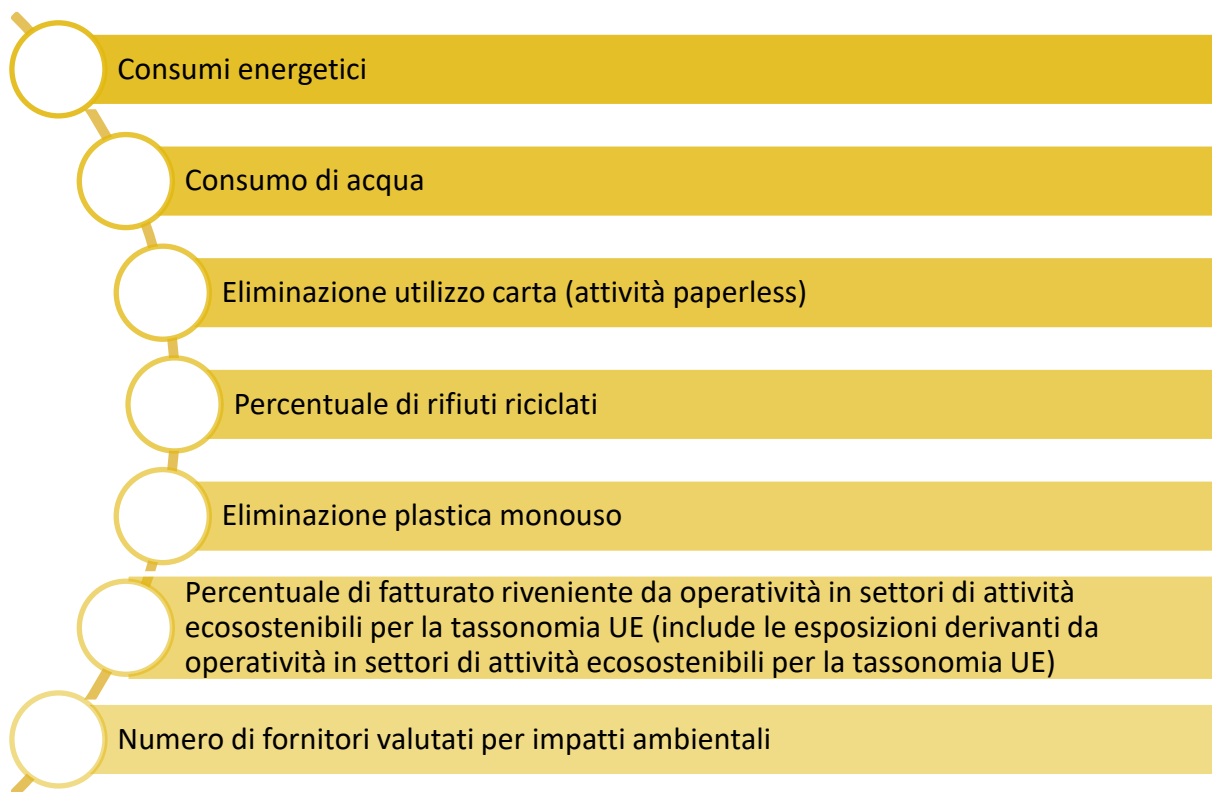 Consumi energetici
Consumo di acqua
Eliminazione utilizzo carta (attività paperless)
Percentuale di rifiuti riciclati
Eliminazione plastica monouso
Percentuale di fatturato riveniente da operatività in settori di attività
ecosostenibili per la tassonomia UE (include le esposizioni derivanti da
operatività in settori di attività ecosostenibili per la tassonomia UE)
Numero di fornitori valutati per impatti ambientali